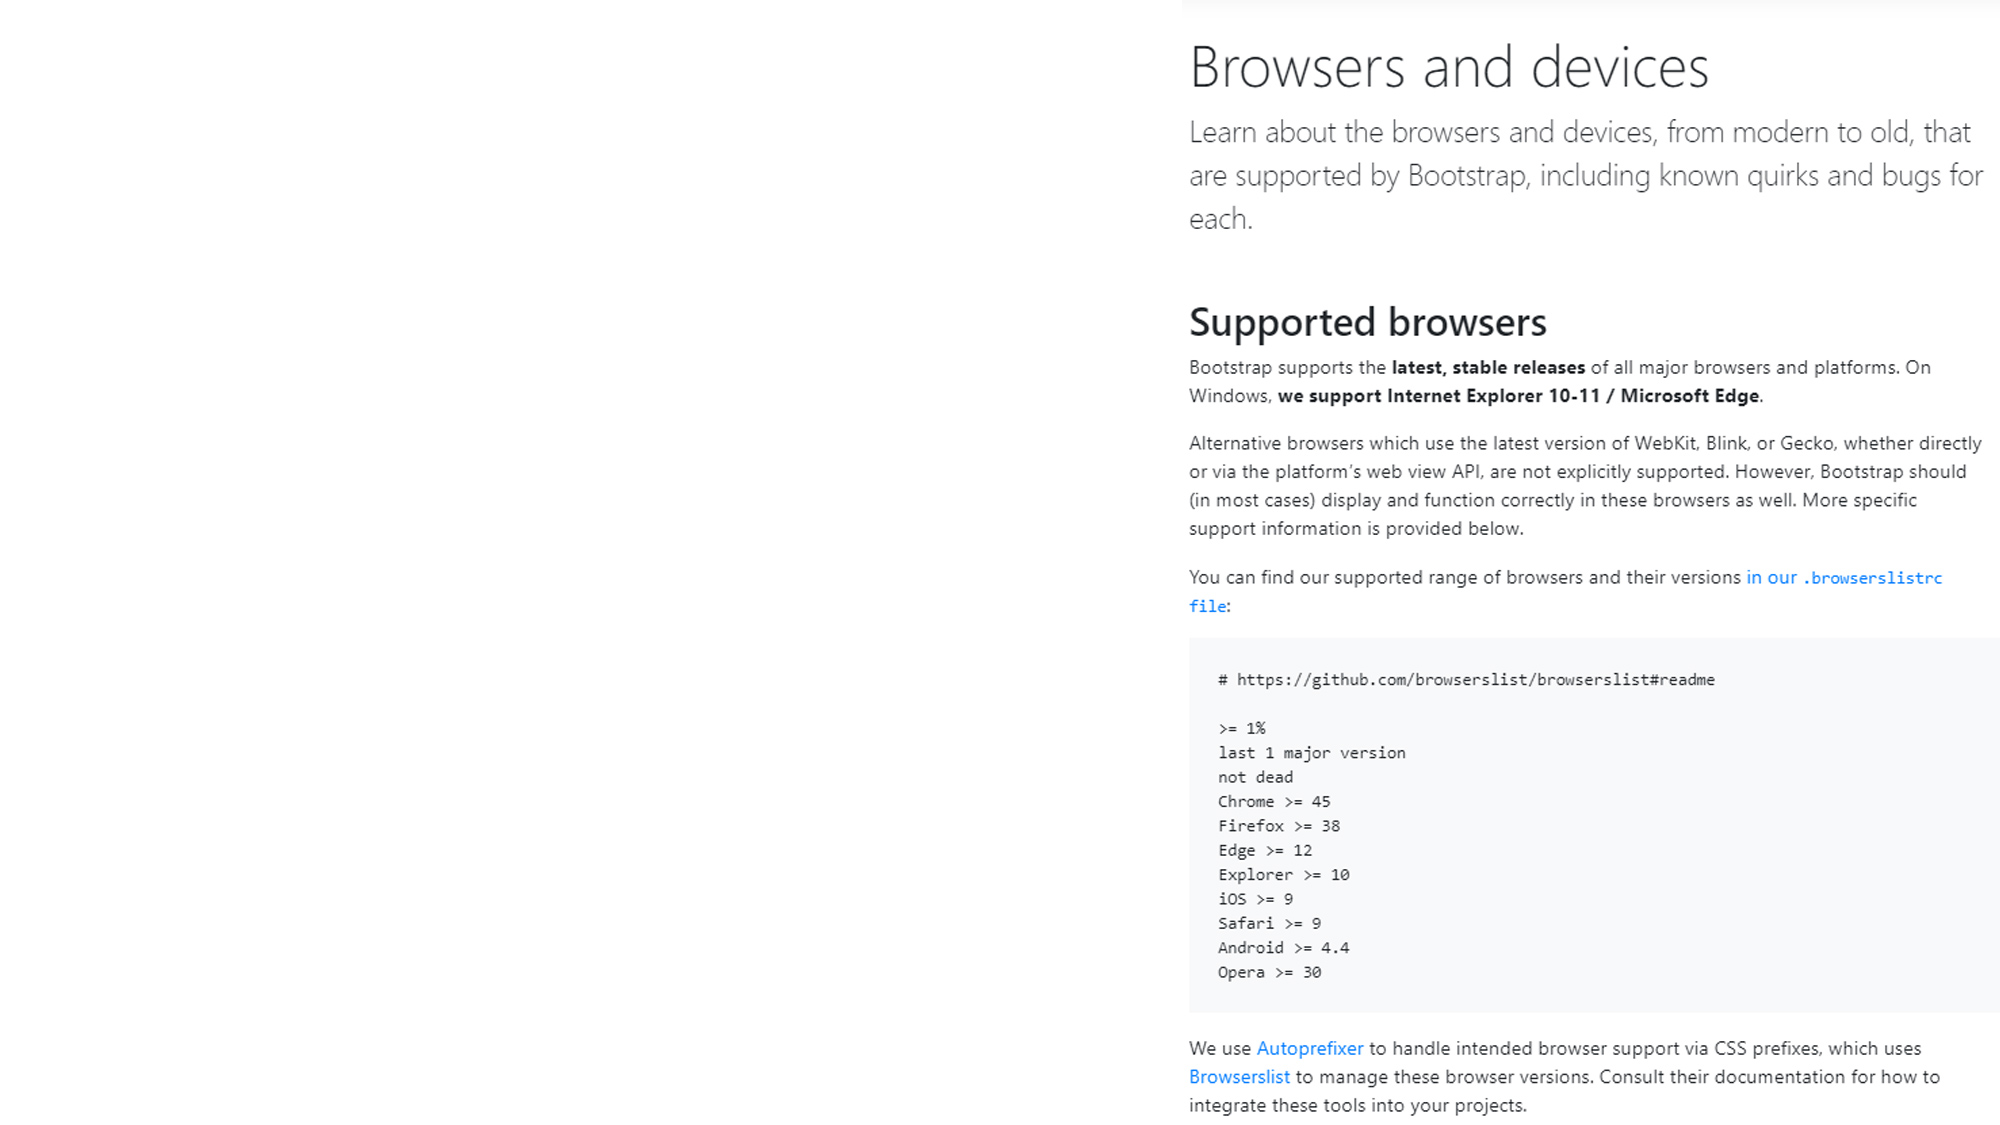 Browsers and devices
Learn about the browsers and devices, from modern to old, that
are supported by Bootstrap, including known quirks and bugs for
each.
Supported browsers
Bootstrap supports the latest, stable releases of all major browsers and platforms. On
Windows, we support Internet Explorer 10-11 / Microsoft Edge.
Alternative browsers which use the latest version of WebKit, Blink, or Gecko, whether directly
or via the platform’s web view API, are not explicitly supported. However, Bootstrap should
(in most cases) display and function correctly in these browsers as well. More specific
support information is provided below.
You can find our supported range of browsers and their versions in our .browserslistrc
file:
# https://github.com/browserslist/browserslist#readme
>= 1%
last 1 major version
not dead
Chrome >= 45
Firefox >= 38
Edge >= 12
Explorer >= 10
iOS >= 9
Safari >= 9
Android >= 4.4
Opera >= 30
We use Autoprefixer to handle intended browser support via CSS prefixes, which uses
Browserslist to manage these browser versions. Consult their documentation for how to
integrate these tools into your projects.